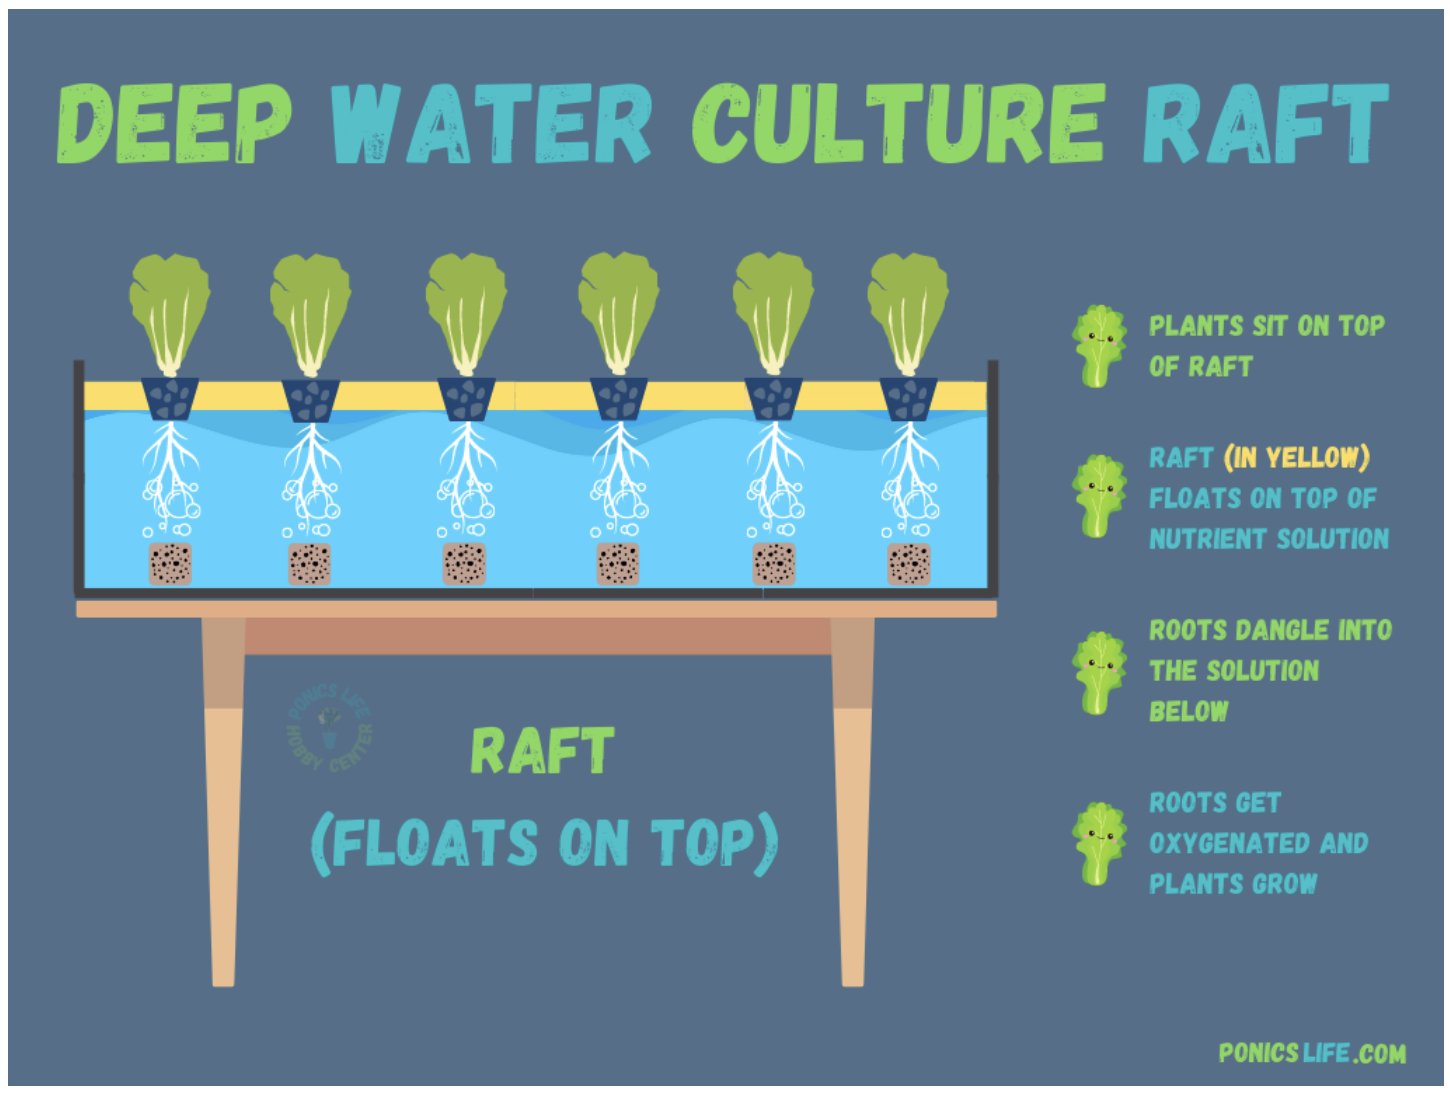 DEEP WATER CULTURE RAFT
PLANTS SIT ON TOP
OF RAFT
RAFT (IN YELLOW)
FLOATS ON TOP OF
NUTRIENT SOLUTION
ROOTS DANGLE INTO
THE SOLUTION
BELOW
ROOTS GET
OXYGENATED AND
PLANTS GROW
PONICS LIFE
HOBBY CENTER
RAFT
(FLOATS ON TOP)
PONICS LIFE.COM